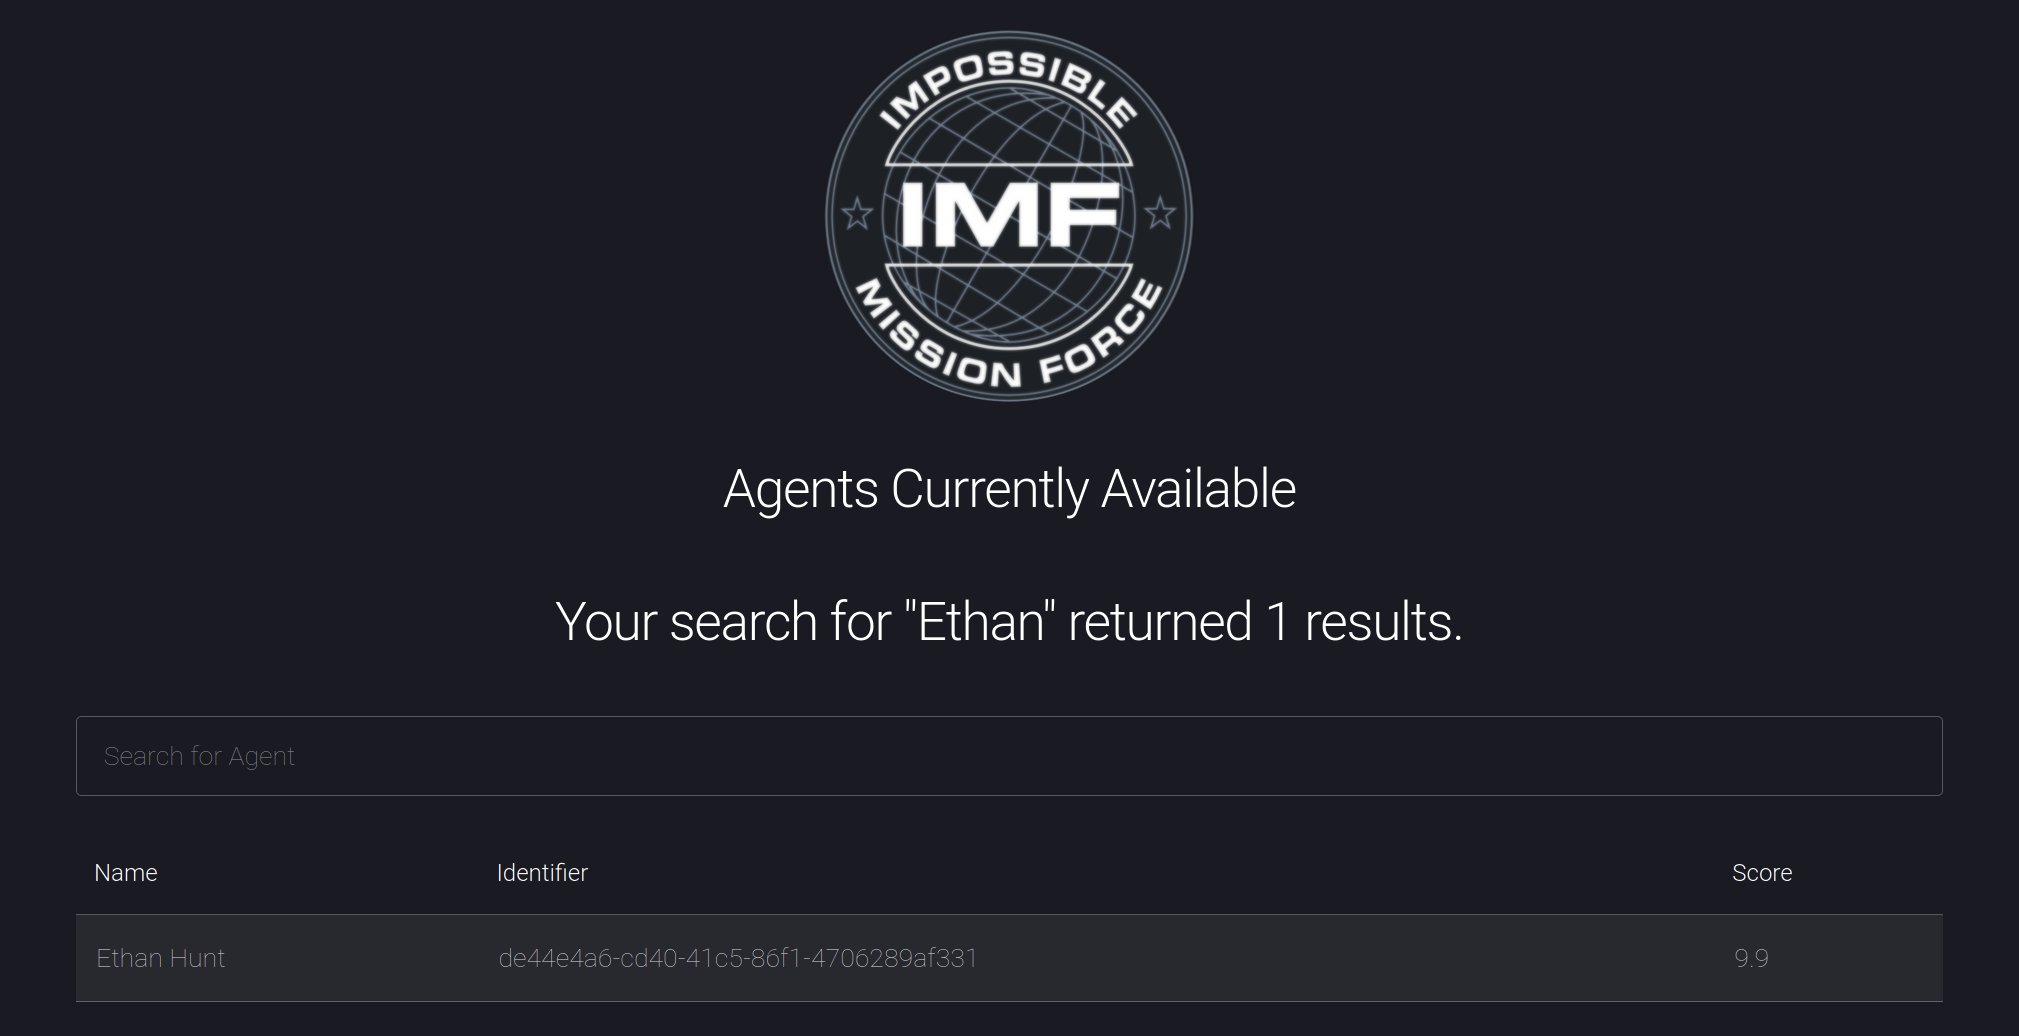 IMPOSSIBLE
IMF
MISSION FORCE
Agents Currently Available
Your search for "Ethan" returned 1 results.
Search for Agent
Name Identifier Score
Ethan Hunt de44e4a6-cd40-41c5-86f1-4706289af331 9.9